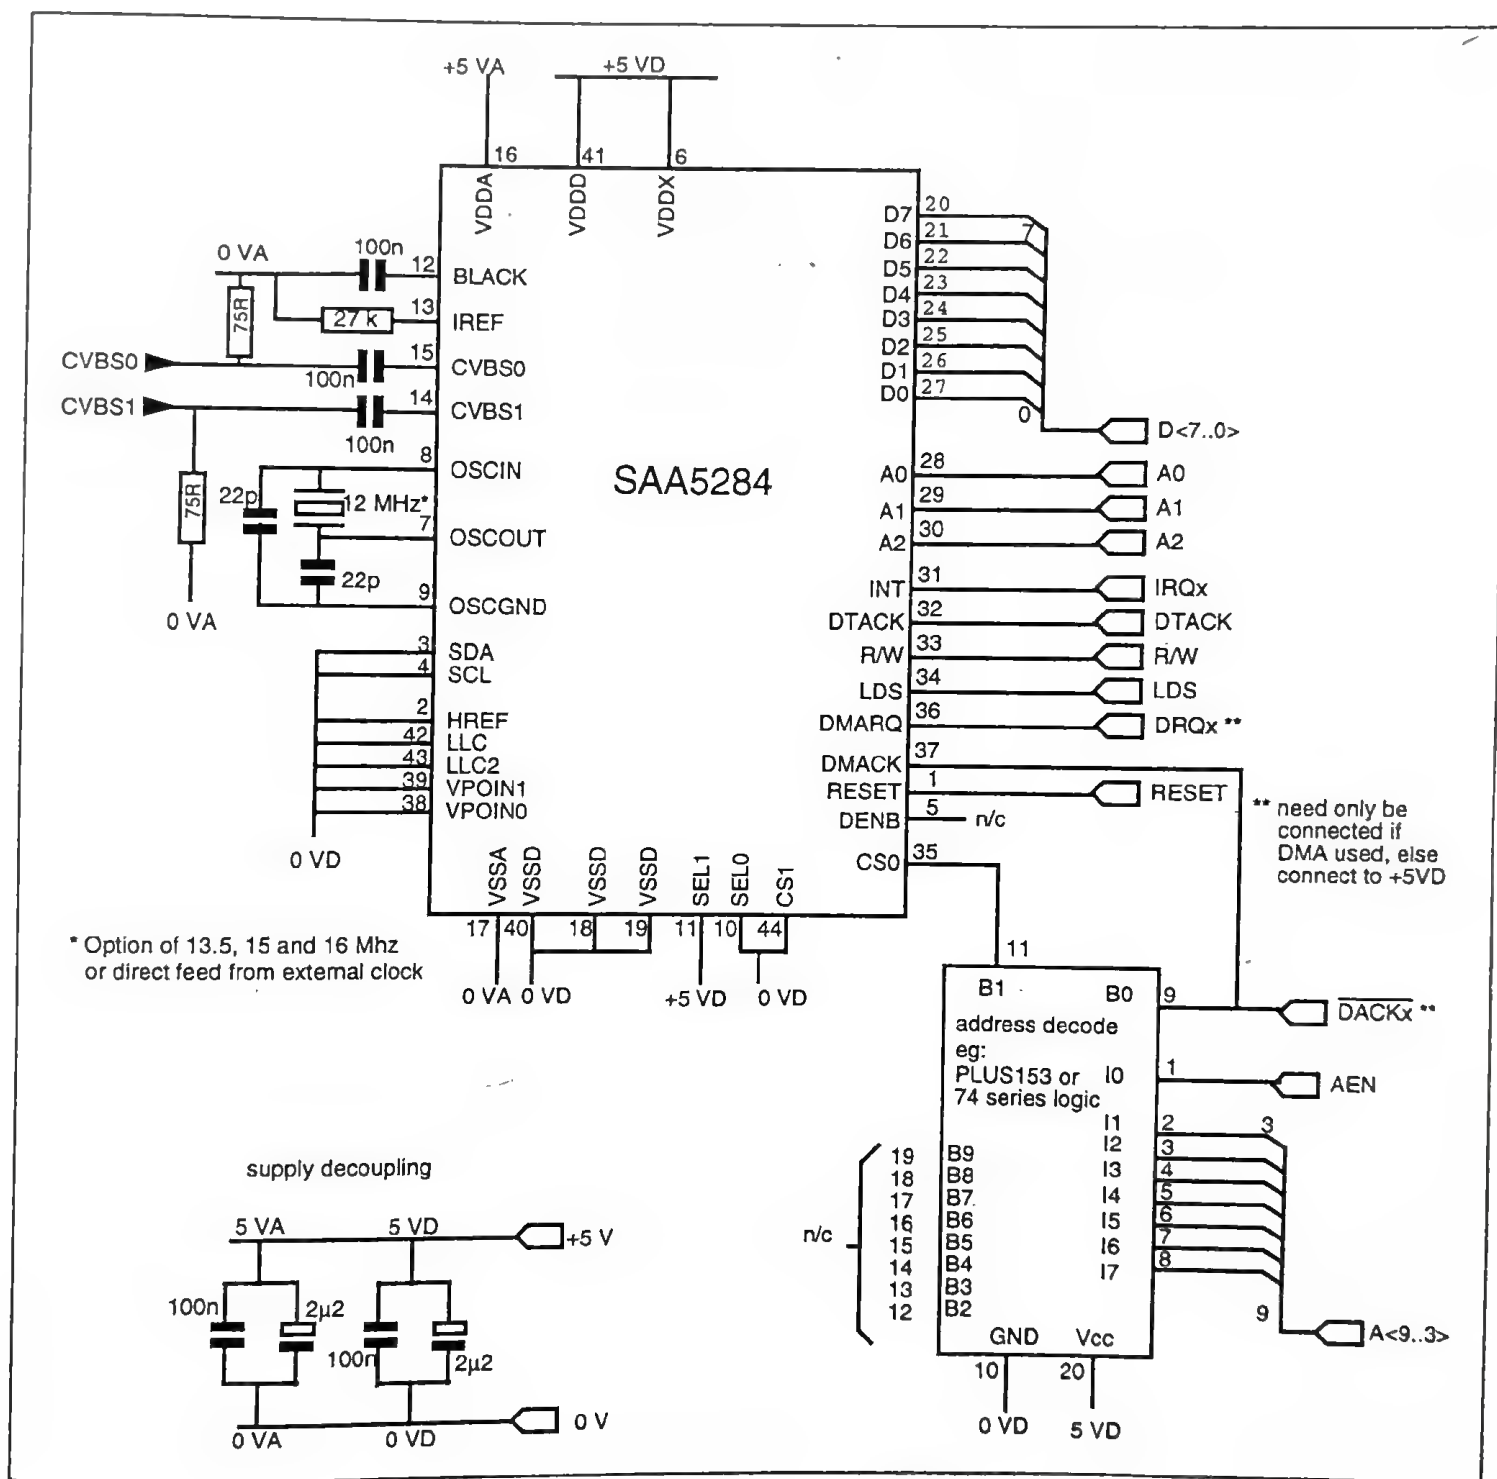 +5 VA
+5 VD
16
41
6
VDDA
VDDD
VDDX
0 VA
100n
12
BLACK
75R
27 k
13
IREF
CVBS0
100n
15
CVBS0
CVBS1
100n
14
CVBS1
8
OSCIN
75R
22p
12 MHz*
7
OSCOUT
22p
9
OSCGND
0 VA
3
SDA
4
SCL
2
HREF
42
LLC
43
LLC2
39
VPOIN1
38
VPOIN0
0 VD
SAA5284
D7
20
7
D6
21
D5
22
D4
23
D3
24
D2
25
D1
26
D0
27
0
D<7..0>
A0
28
A0
A1
29
A1
A2
30
A2
INT
31
IRQx
DTACK
32
DTACK
R/W
33
R/W
LDS
34
LDS
DMARQ
36
DRQx **
DMACK
37
RESET
1
RESET
DENB
5
n/c
CS0
35
** need only be
connected if
DMA used, else
connect to +5VD
VSSA
VSSD
VSSD
VSSD
SEL1
SEL0
CS1
17
40
18
19
11
10
44
0 VA
0 VD
+5 VD
0 VD
* Option of 13.5, 15 and 16 Mhz
or direct feed from external clock
11
B1
B0
9
DACKx **
address decode
eg:
PLUS153 or
74 series logic
I0
1
AEN
I1
2
3
I2
3
I3
4
I4
5
I5
6
I6
7
I7
8
9
A<9..3>
n/c
19
B9
18
B8
17
B7
16
B6
15
B5
14
B4
13
B3
12
B2
GND
Vcc
10
20
0 VD
5 VD
supply decoupling
5 VA
5 VD
+5 V
100n
2µ2
100n
2µ2
0 VA
0 VD
0 V